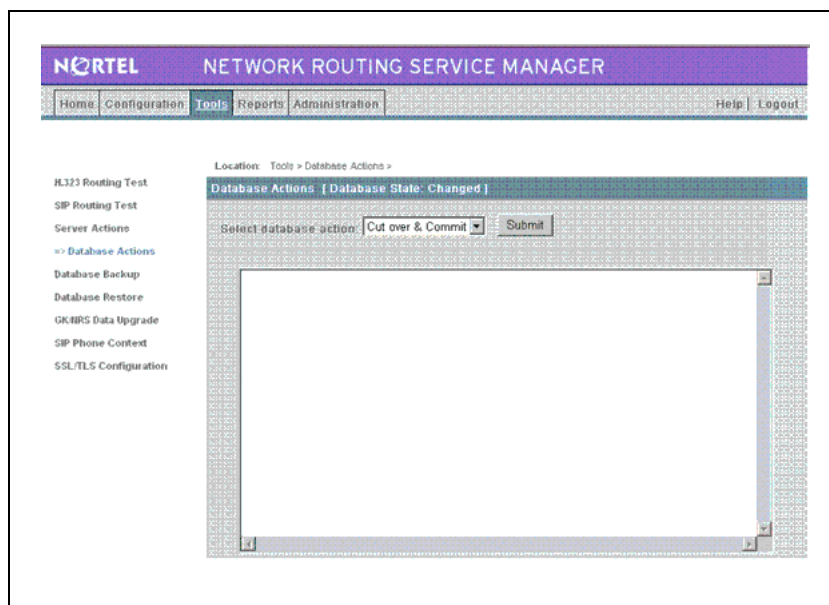 NORTEL NETWORK ROUTING SERVICE MANAGER
Home Configuration Tools Reports Administration Help | Logout
Location: Tools > Database Actions >
Database Actions [ Database State: Changed ]
Select database action: Cut over & Commit Submit
H.323 Routing Test
SIP Routing Test
Server Actions
=> Database Actions
Database Backup
Database Restore
GK/NRS Data Upgrade
SIP Phone Context
SSL/TLS Configuration